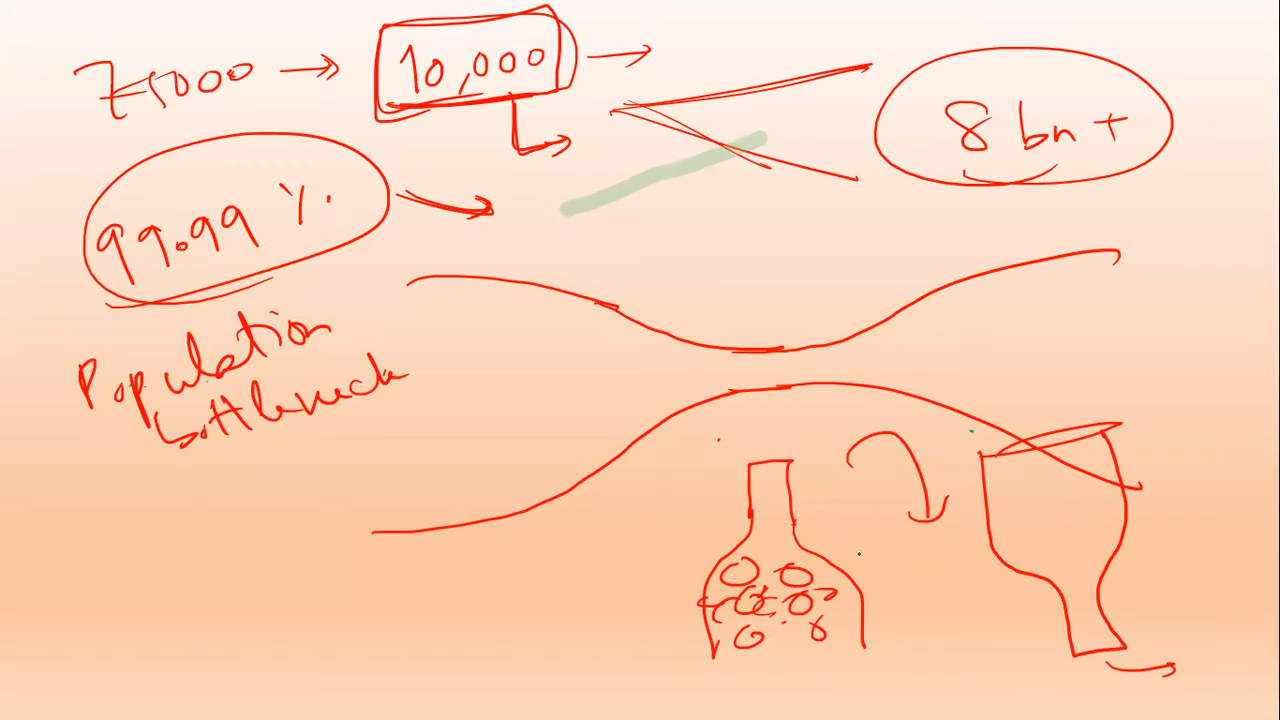 75000 → 10,000 →
8 bn +
99.99 %.
Population
bottleneck